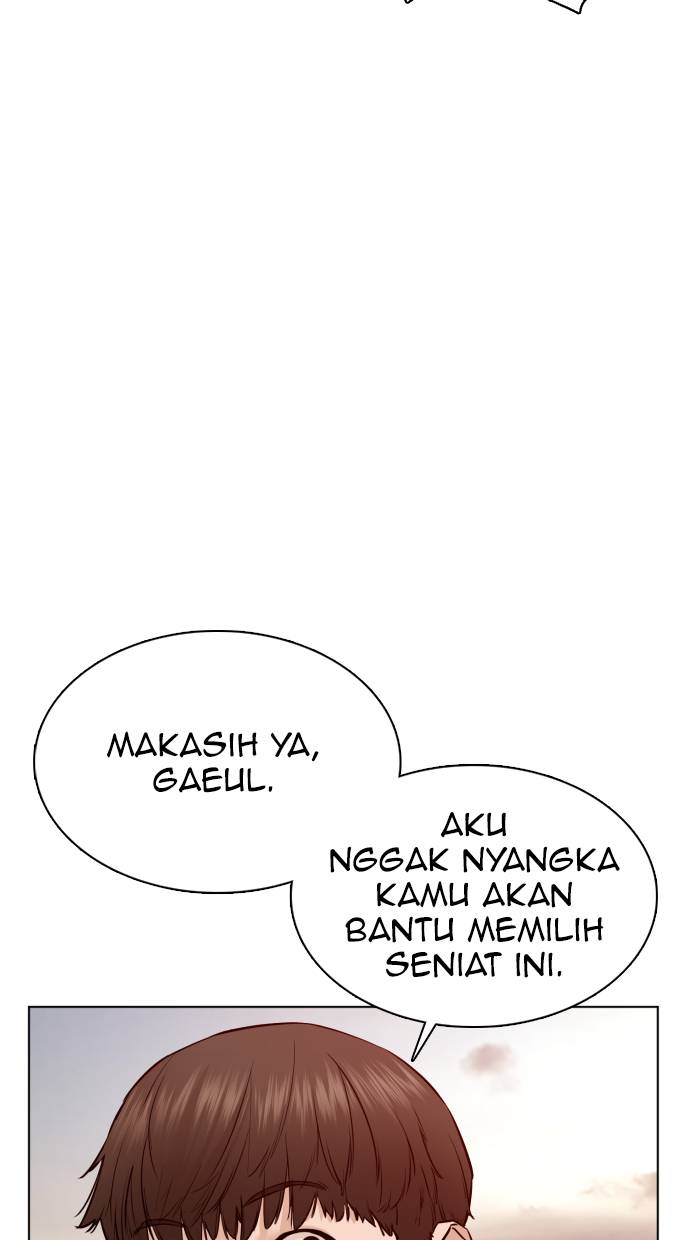 MAKASIH YA,
GAEUL.
AKU
NGGAK NYANGKA
KAMU AKAN
BANTU MEMILIH
SENIAT INI.